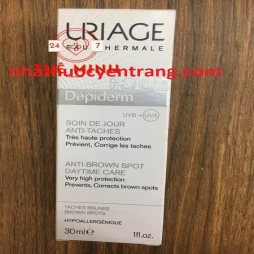 URIAGE
EAU THERMALE
24 7
nhathuocyentrang.com
MINH
Dépiderm
UVB + UVA
SOIN DE JOUR
ANTI-TACHES
Très haute protection
Prévient, Corrige les taches
ANTI-BROWN SPOT
DAYTIME CARE
Very high protection
Prevents, Corrects brown spots
TACHES BRUNES
BROWN SPOTS
HYPOALLERGÉNIQUE
30ml e 1fl.oz.